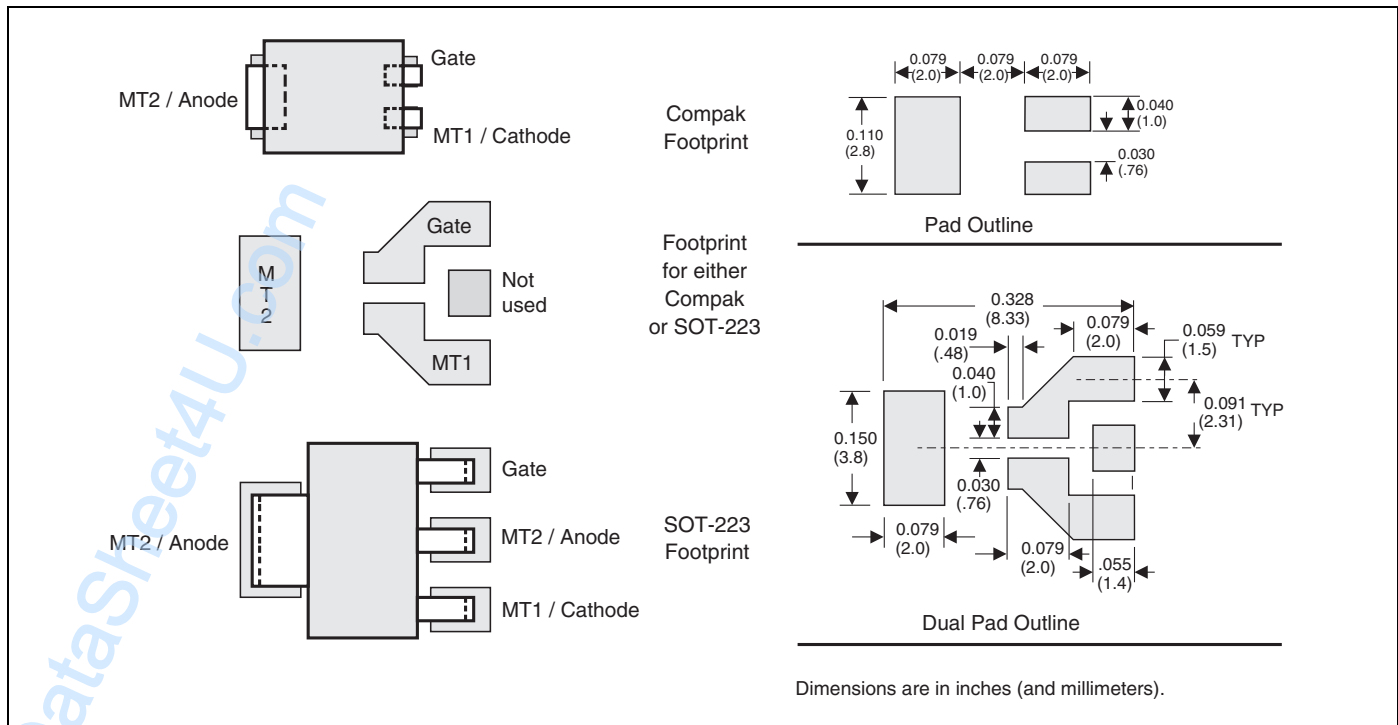 Gate
MT2 / Anode
MT1 / Cathode
Compak
Footprint
0.079
(2.0)
0.079
(2.0)
0.079
(2.0)
0.110
(2.8)
0.040
(1.0)
0.030
(.76)
Pad Outline
M
T
2
Gate
MT1
Not
used
Footprint
for either
Compak
or SOT-223
0.328
(8.33)
0.019
(.48)
0.079
(2.0)
0.059
(1.5)
TYP
0.040
(1.0)
0.091
(2.31)
TYP
0.150
(3.8)
0.030
(.76)
0.079
(2.0)
0.079
(2.0)
.055
(1.4)
Dual Pad Outline
Gate
MT2 / Anode
MT2 / Anode
MT1 / Cathode
SOT-223
Footprint
Dimensions are in inches (and millimeters).
DataSheet4U.com